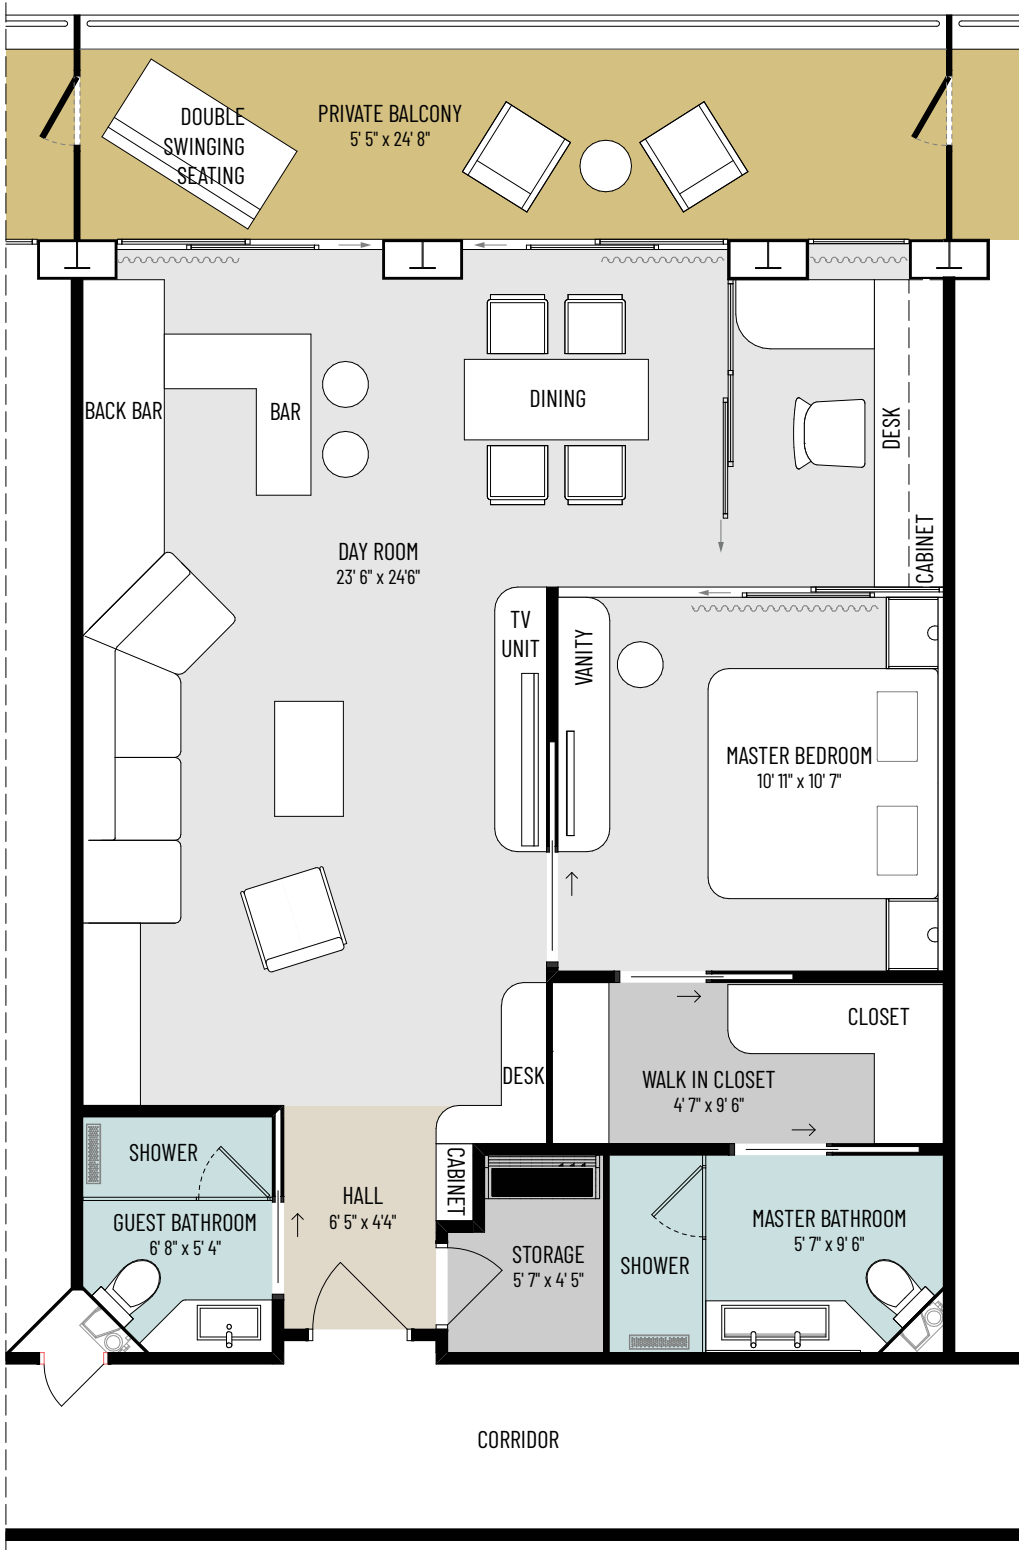 DOUBLE
SWINGING
SEATING
PRIVATE BALCONY
5' 5" x 24' 8"
BACK BAR
BAR
DINING
DESK
CABINET
DAY ROOM
23' 6" x 24'6"
TV
UNIT
VANITY
MASTER BEDROOM
10' 11" x 10' 7"
CLOSET
DESK
WALK IN CLOSET
4' 7" x 9' 6"
SHOWER
CABINET
HALL
6' 5" x 4'4"
GUEST BATHROOM
6' 8" x 5' 4"
STORAGE
5' 7" x 4' 5"
SHOWER
MASTER BATHROOM
5' 7" x 9' 6"
CORRIDOR